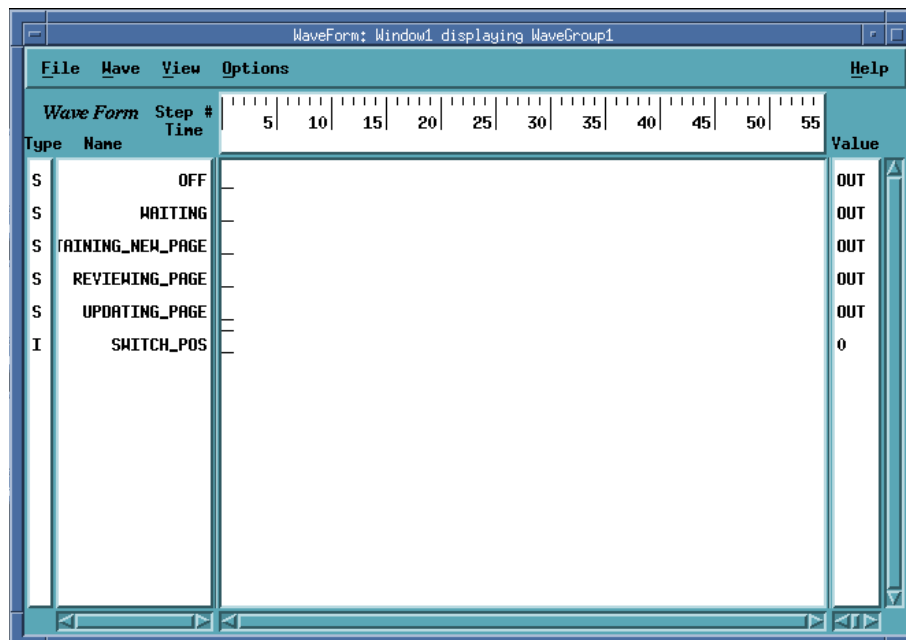 WaveForm: Window1 displaying WaveGroup1
File Wave View Options Help
Wave Form Step #
Time
5 10 15 20 25 30 35 40 45 50 55
Type Name Value
S OFF OUT
S WAITING OUT
S TAINING_NEW_PAGE OUT
S REVIEWING_PAGE OUT
S UPDATING_PAGE OUT
I SWITCH_POS 0